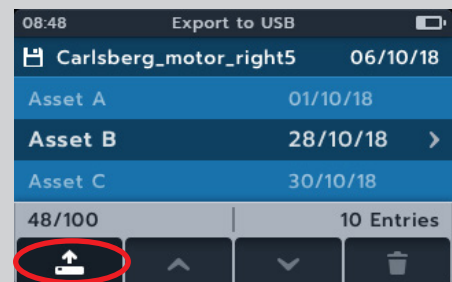 08:48 Export to USB
Carlsberg_motor_right5 06/10/18
Asset A 01/10/18
Asset B 28/10/18
Asset C 30/10/18
48/100 10 Entries